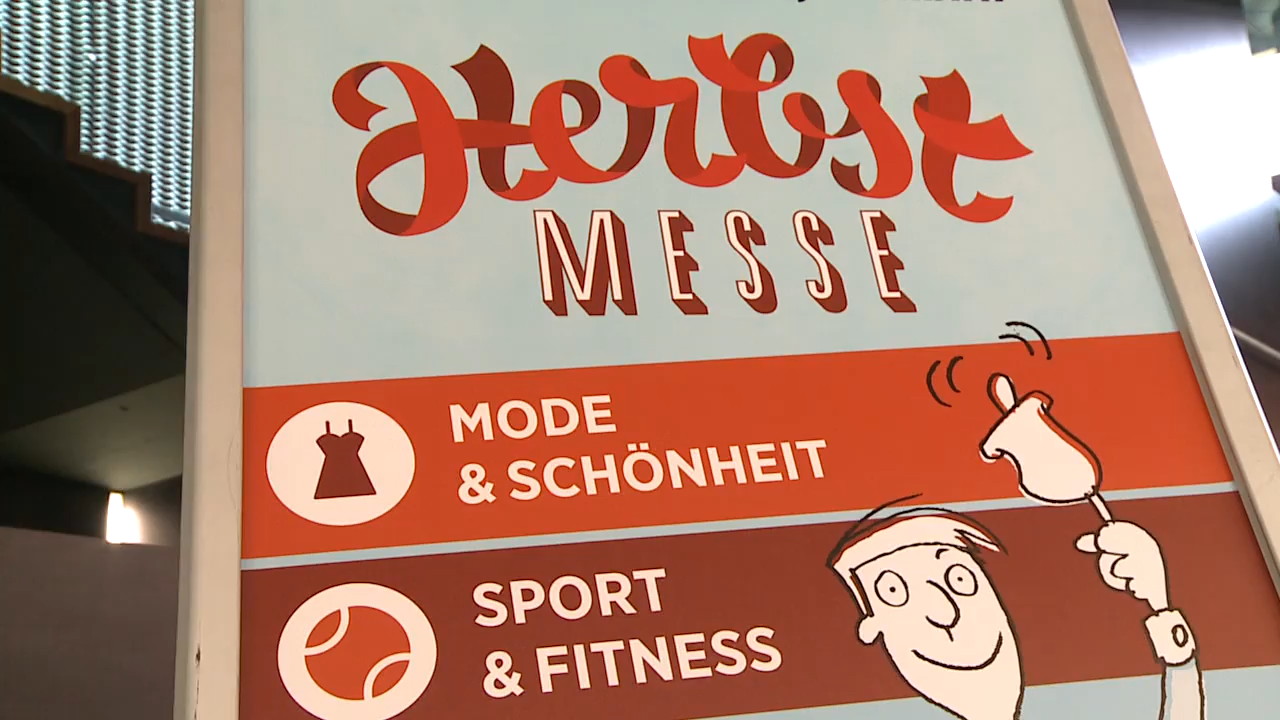 Herbst
MESSE
MODE
& SCHÖNHEIT
SPORT
& FITNESS